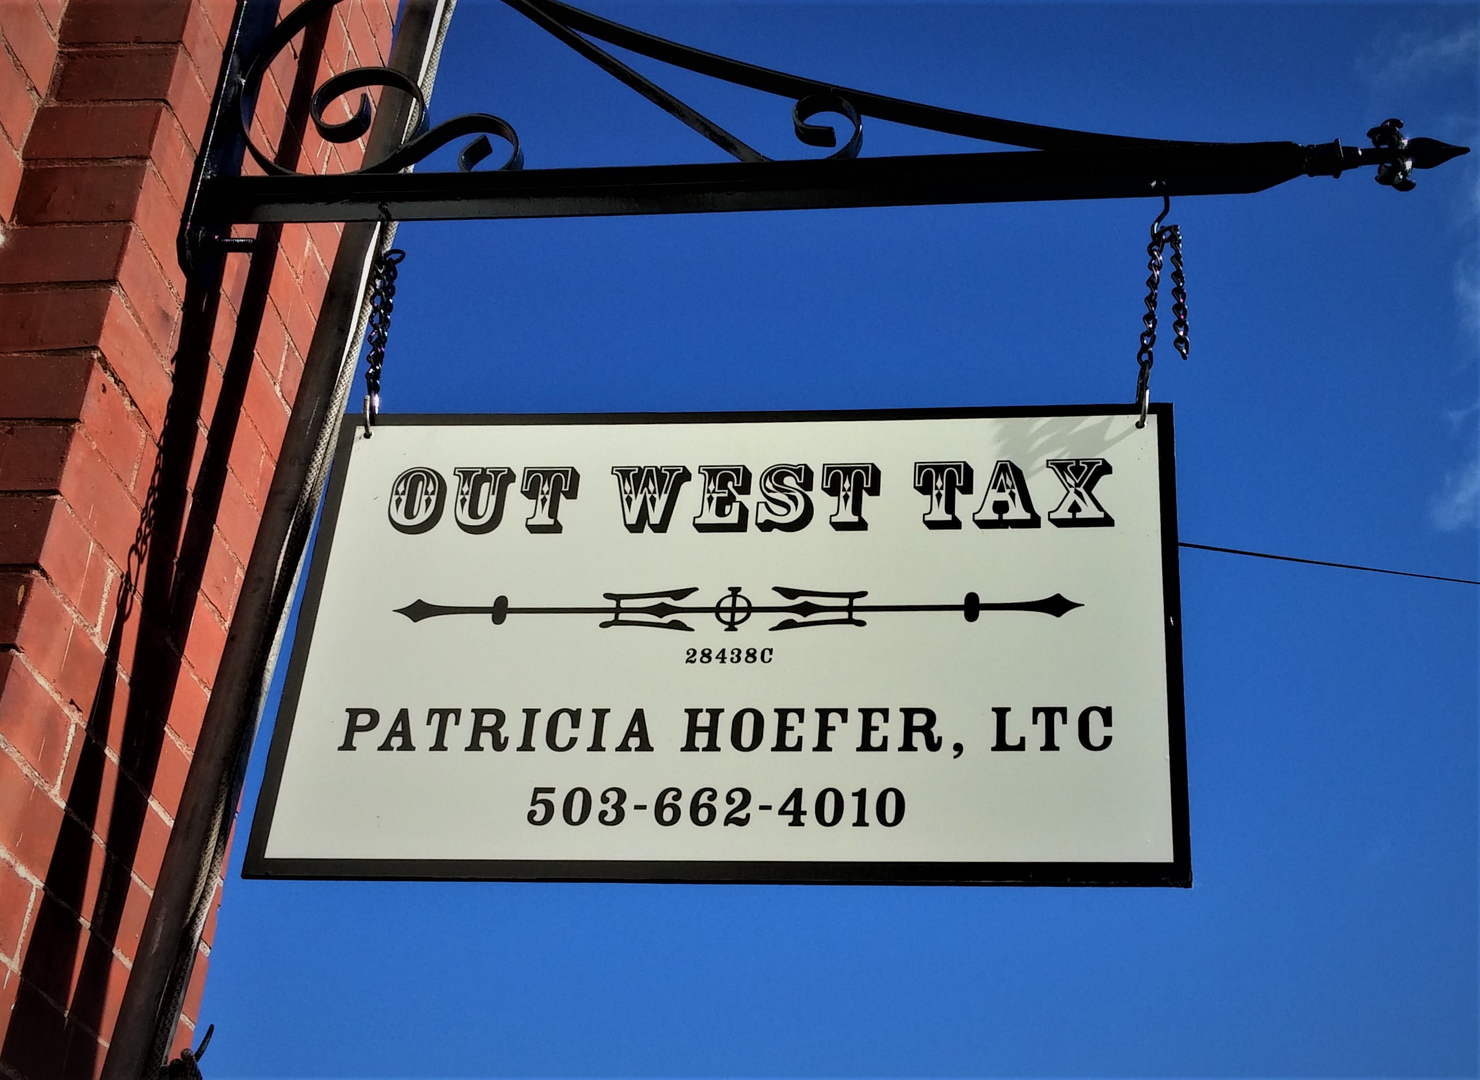 OUT WEST TAX
28438C
PATRICIA HOEFER, LTC
503-662-4010